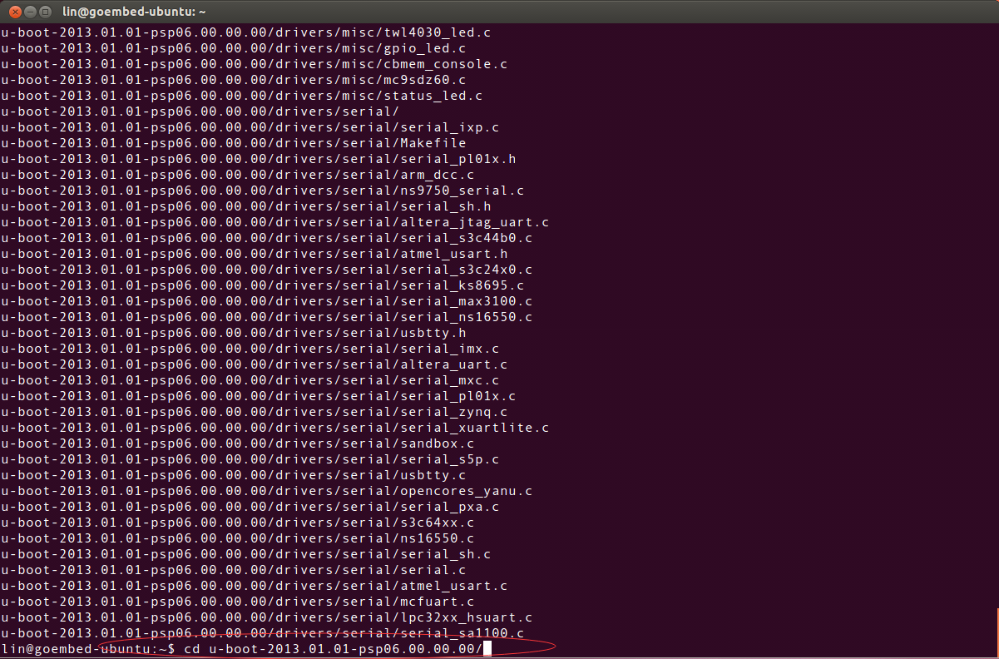 lin@goembed-ubuntu: ~
u-boot-2013.01.01-psp06.00.00.00/drivers/misc/twl4030_led.c
u-boot-2013.01.01-psp06.00.00.00/drivers/misc/gpio_led.c
u-boot-2013.01.01-psp06.00.00.00/drivers/misc/cbmem_console.c
u-boot-2013.01.01-psp06.00.00.00/drivers/misc/mc9sdz60.c
u-boot-2013.01.01-psp06.00.00.00/drivers/misc/status_led.c
u-boot-2013.01.01-psp06.00.00.00/drivers/serial/
u-boot-2013.01.01-psp06.00.00.00/drivers/serial/serial_ixp.c
u-boot-2013.01.01-psp06.00.00.00/drivers/serial/Makefile
u-boot-2013.01.01-psp06.00.00.00/drivers/serial/serial_pl01x.h
u-boot-2013.01.01-psp06.00.00.00/drivers/serial/arm_dcc.c
u-boot-2013.01.01-psp06.00.00.00/drivers/serial/ns9750_serial.c
u-boot-2013.01.01-psp06.00.00.00/drivers/serial/serial_sh.h
u-boot-2013.01.01-psp06.00.00.00/drivers/serial/altera_jtag_uart.c
u-boot-2013.01.01-psp06.00.00.00/drivers/serial/serial_s3c44b0.c
u-boot-2013.01.01-psp06.00.00.00/drivers/serial/atmel_usart.h
u-boot-2013.01.01-psp06.00.00.00/drivers/serial/serial_s3c24x0.c
u-boot-2013.01.01-psp06.00.00.00/drivers/serial/serial_ks8695.c
u-boot-2013.01.01-psp06.00.00.00/drivers/serial/serial_max3100.c
u-boot-2013.01.01-psp06.00.00.00/drivers/serial/serial_ns16550.c
u-boot-2013.01.01-psp06.00.00.00/drivers/serial/usbtty.h
u-boot-2013.01.01-psp06.00.00.00/drivers/serial/serial_imx.c
u-boot-2013.01.01-psp06.00.00.00/drivers/serial/altera_uart.c
u-boot-2013.01.01-psp06.00.00.00/drivers/serial/serial_mxc.c
u-boot-2013.01.01-psp06.00.00.00/drivers/serial/serial_pl01x.c
u-boot-2013.01.01-psp06.00.00.00/drivers/serial/serial_zynq.c
u-boot-2013.01.01-psp06.00.00.00/drivers/serial/serial_xuartlite.c
u-boot-2013.01.01-psp06.00.00.00/drivers/serial/sandbox.c
u-boot-2013.01.01-psp06.00.00.00/drivers/serial/serial_s5p.c
u-boot-2013.01.01-psp06.00.00.00/drivers/serial/usbtty.c
u-boot-2013.01.01-psp06.00.00.00/drivers/serial/opencores_yanu.c
u-boot-2013.01.01-psp06.00.00.00/drivers/serial/serial_pxa.c
u-boot-2013.01.01-psp06.00.00.00/drivers/serial/s3c64xx.c
u-boot-2013.01.01-psp06.00.00.00/drivers/serial/ns16550.c
u-boot-2013.01.01-psp06.00.00.00/drivers/serial/serial_sh.c
u-boot-2013.01.01-psp06.00.00.00/drivers/serial/serial.c
u-boot-2013.01.01-psp06.00.00.00/drivers/serial/atmel_usart.c
u-boot-2013.01.01-psp06.00.00.00/drivers/serial/mcfuart.c
u-boot-2013.01.01-psp06.00.00.00/drivers/serial/lpc32xx_hsuart.c
u-boot-2013.01.01-psp06.00.00.00/drivers/serial/serial_sa1100.c
lin@goembed-ubuntu:~$ cd u-boot-2013.01.01-psp06.00.00.00/